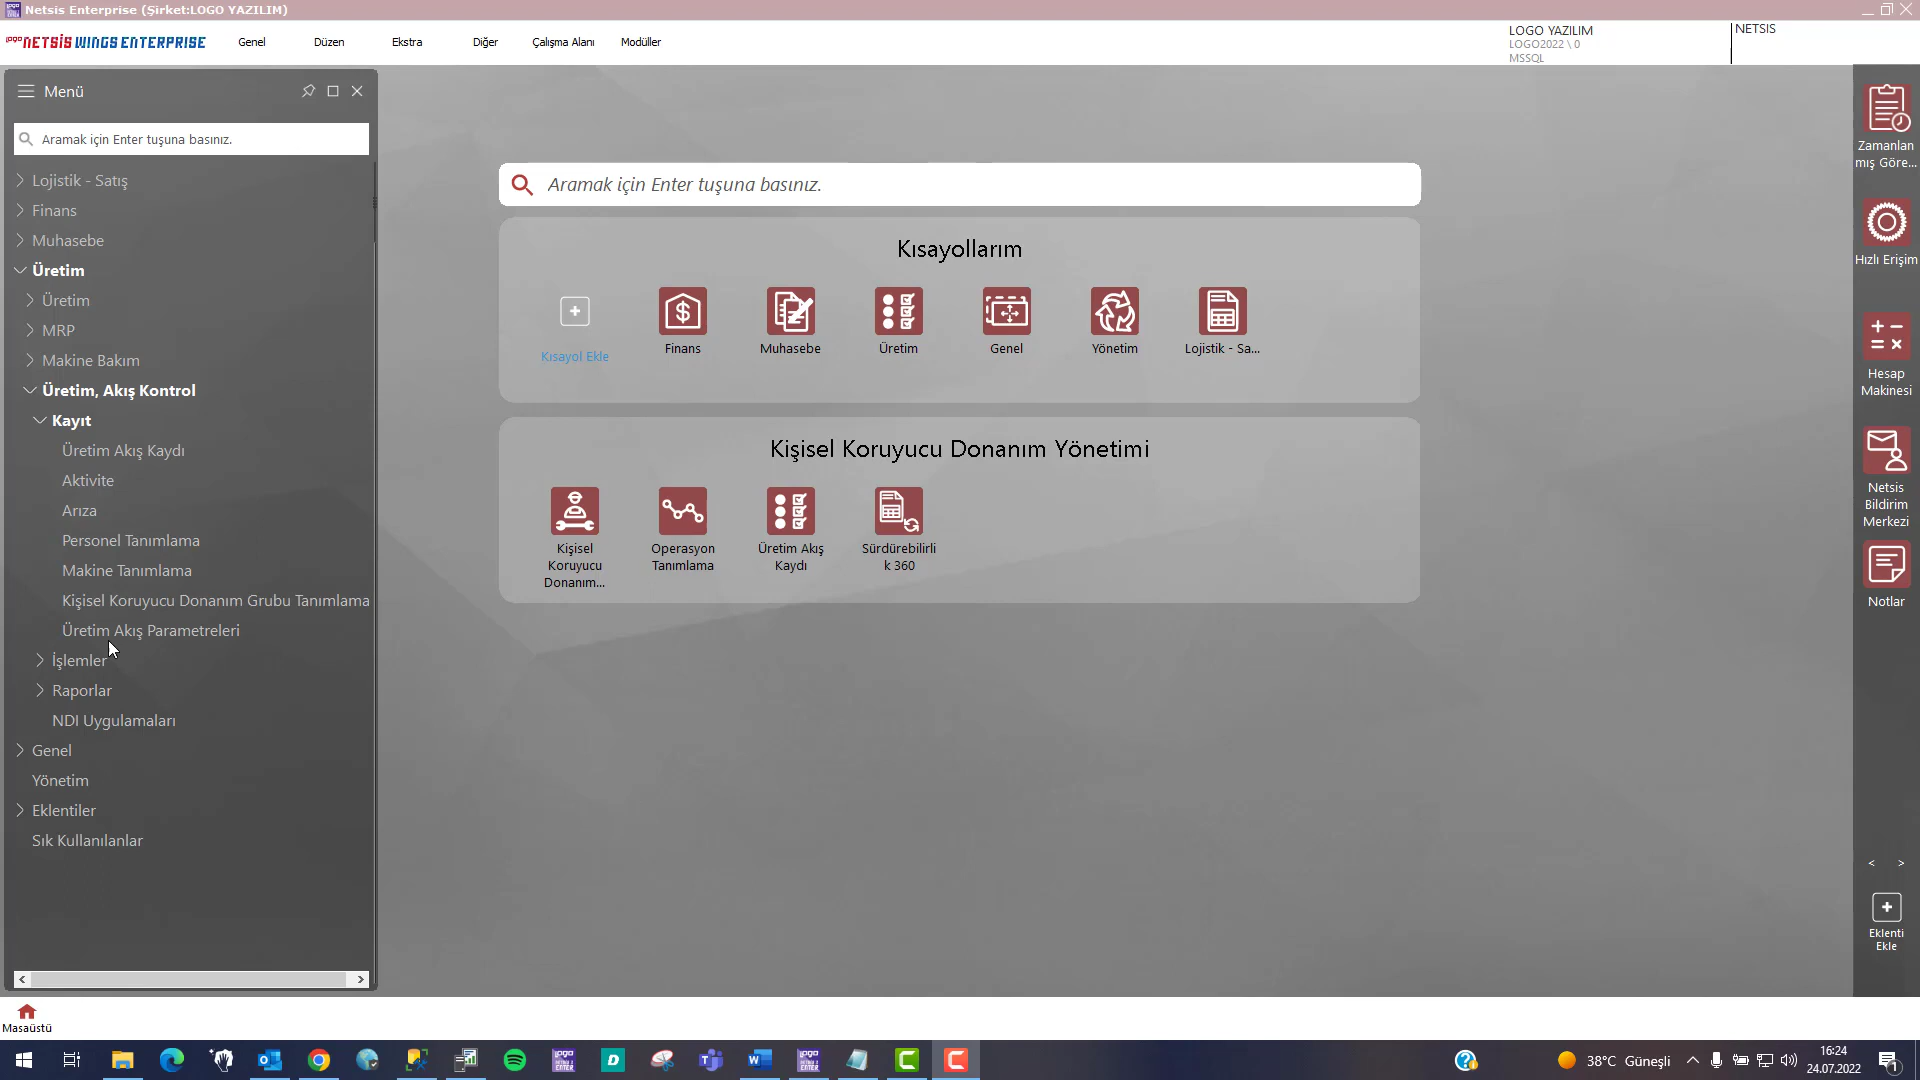 Netsis Enterprise (Şirket:LOGO YAZILIM)
LOGO NETSİS WINGS ENTERPRISE
Genel
Düzen
Ekstra
Diğer
Çalışma Alanı
Modüller
LOGO YAZILIM
LOGO2022 \ 0
MSSQL
NETSIS
Menü
Aramak için Enter tuşuna basınız.
Lojistik - Satış
Finans
Muhasebe
Üretim
Üretim
MRP
Makine Bakım
Üretim, Akış Kontrol
Kayıt
Üretim Akış Kaydı
Aktivite
Arıza
Personel Tanımlama
Makine Tanımlama
Kişisel Koruyucu Donanım Grubu Tanımlama
Üretim Akış Parametreleri
İşlemler
Raporlar
NDI Uygulamaları
Genel
Yönetim
Eklentiler
Sık Kullanılanlar
Aramak için Enter tuşuna basınız.
Kısayollarım
Kısayol Ekle
Finans
Muhasebe
Üretim
Genel
Yönetim
Lojistik - Sa...
Kişisel Koruyucu Donanım Yönetimi
Kişisel
Koruyucu
Donanım...
Operasyon
Tanımlama
Üretim Akış
Kaydı
Sürdürebilirli
k 360
Zamanlan
mış Göre...
Hızlı Erişim
Hesap
Makinesi
Netsis
Bildirim
Merkezi
Notlar
Eklenti
Ekle
Masaüstü
38°C Güneşli
16:24
24.07.2022